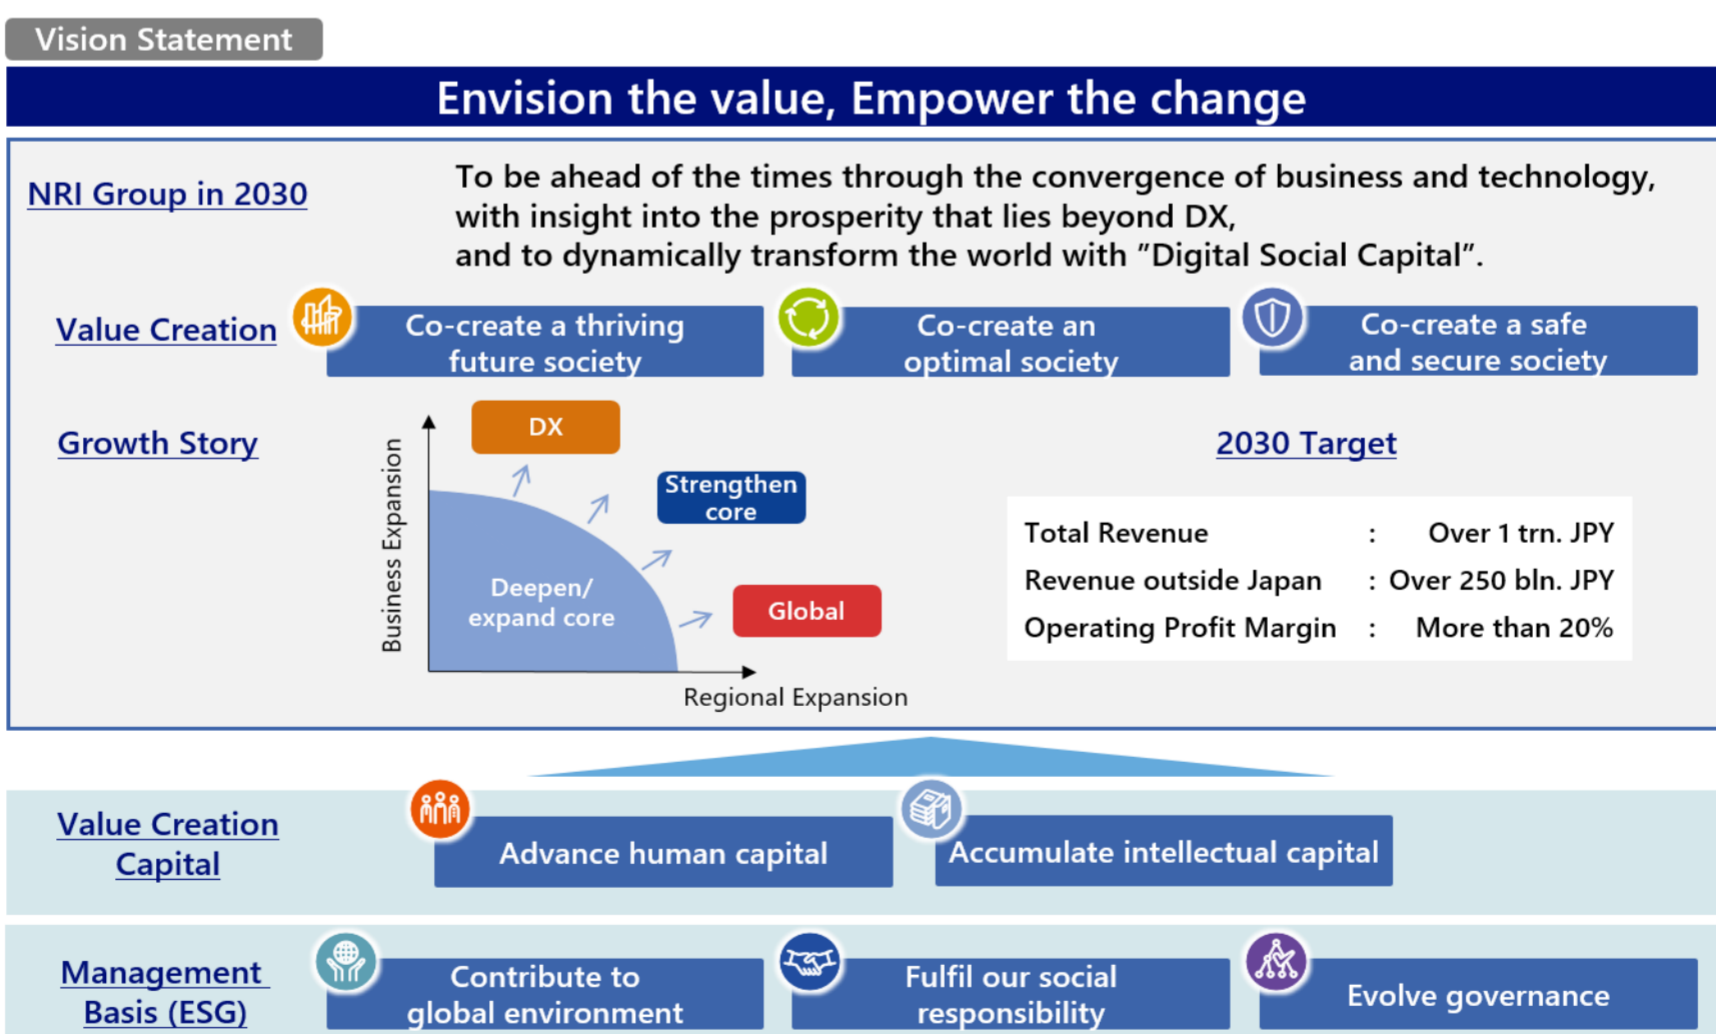 Vision Statement
Envision the value, Empower the change
NRI Group in 2030
To be ahead of the times through the convergence of business and technology,
with insight into the prosperity that lies beyond DX,
and to dynamically transform the world with ”Digital Social Capital”.
Value Creation
Co-create a thriving
future society
Co-create an
optimal society
Co-create a safe
and secure society
Growth Story
Business Expansion
DX
Strengthen
core
Deepen/
expand core
Global
Regional Expansion
2030 Target
Total Revenue : Over 1 trn. JPY
Revenue outside Japan : Over 250 bln. JPY
Operating Profit Margin : More than 20%
Value Creation
Capital
Advance human capital
Accumulate intellectual capital
Management
Basis (ESG)
Contribute to
global environment
Fulfil our social
responsibility
Evolve governance